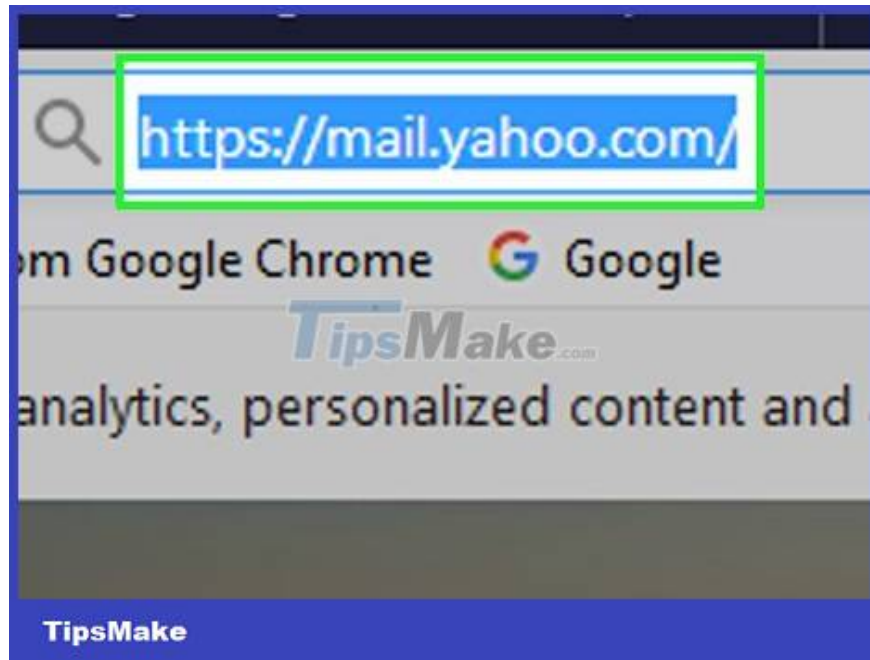 https://mail.yahoo.com/
om Google Chrome Google
TipsMake.com
analytics, personalized content and
TipsMake